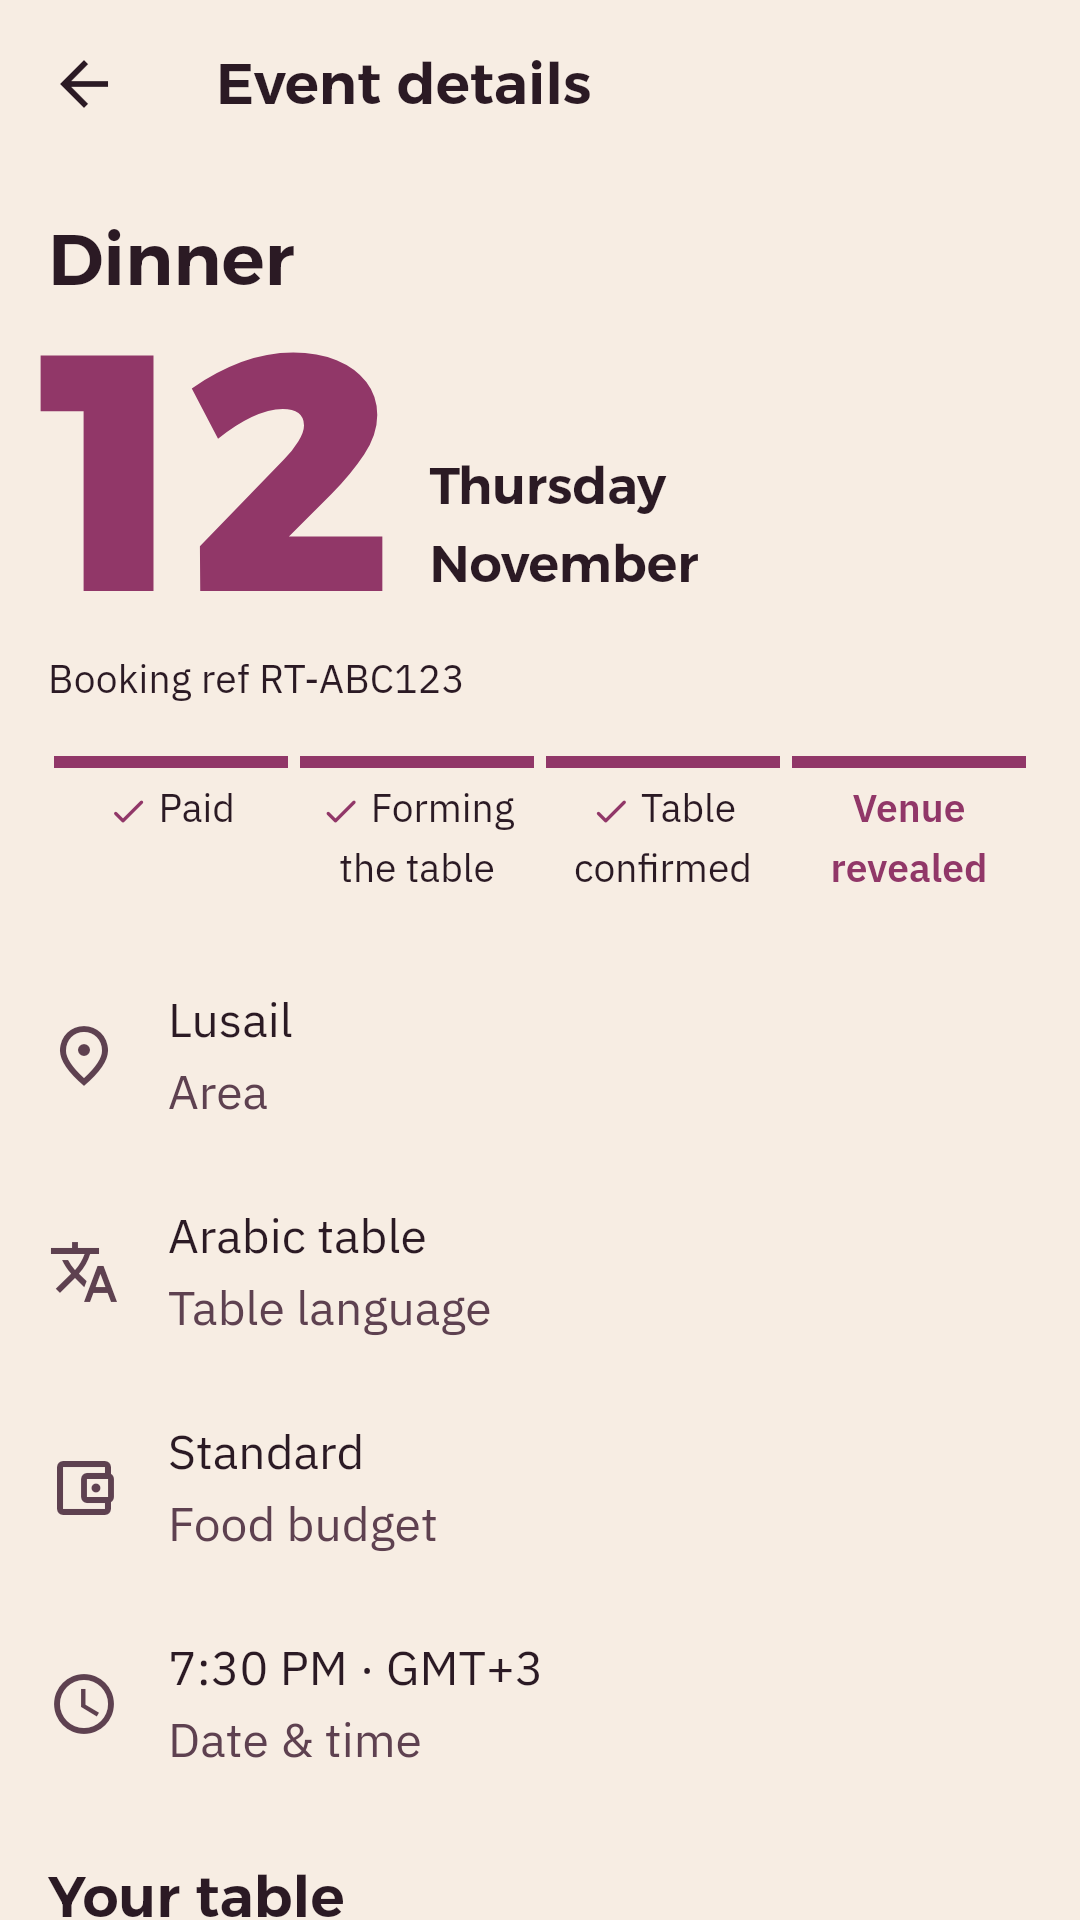 Event details
Dinner
12
Thursday
November
Booking ref RT-ABC123
Paid
Forming
the table
Table
confirmed
Venue
revealed
Lusail
Area
Arabic table
Table language
Standard
Food budget
7:30 PM · GMT+3
Date & time
Your table